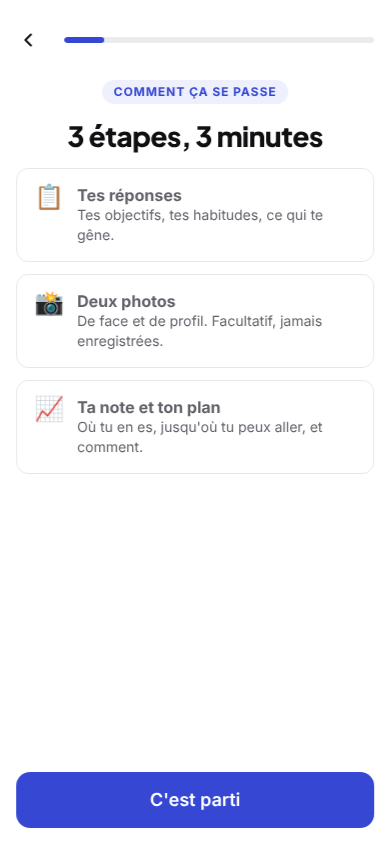 COMMENT ÇA SE PASSE
3 étapes, 3 minutes
Tes réponses
Tes objectifs, tes habitudes, ce qui te
gêne.
Deux photos
De face et de profil. Facultatif, jamais
enregistrées.
Ta note et ton plan
Où tu en es, jusqu'où tu peux aller, et
comment.
C'est parti